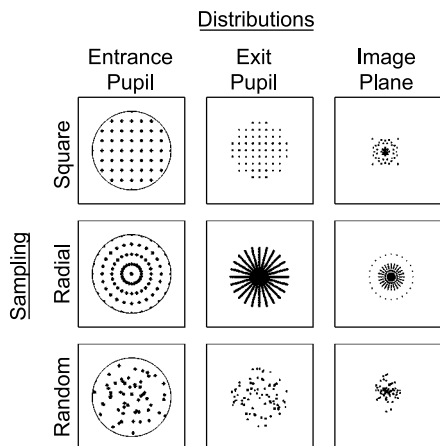 Distributions
Entrance
Pupil
Exit
Pupil
Image
Plane
Sampling
Square
Radial
Random